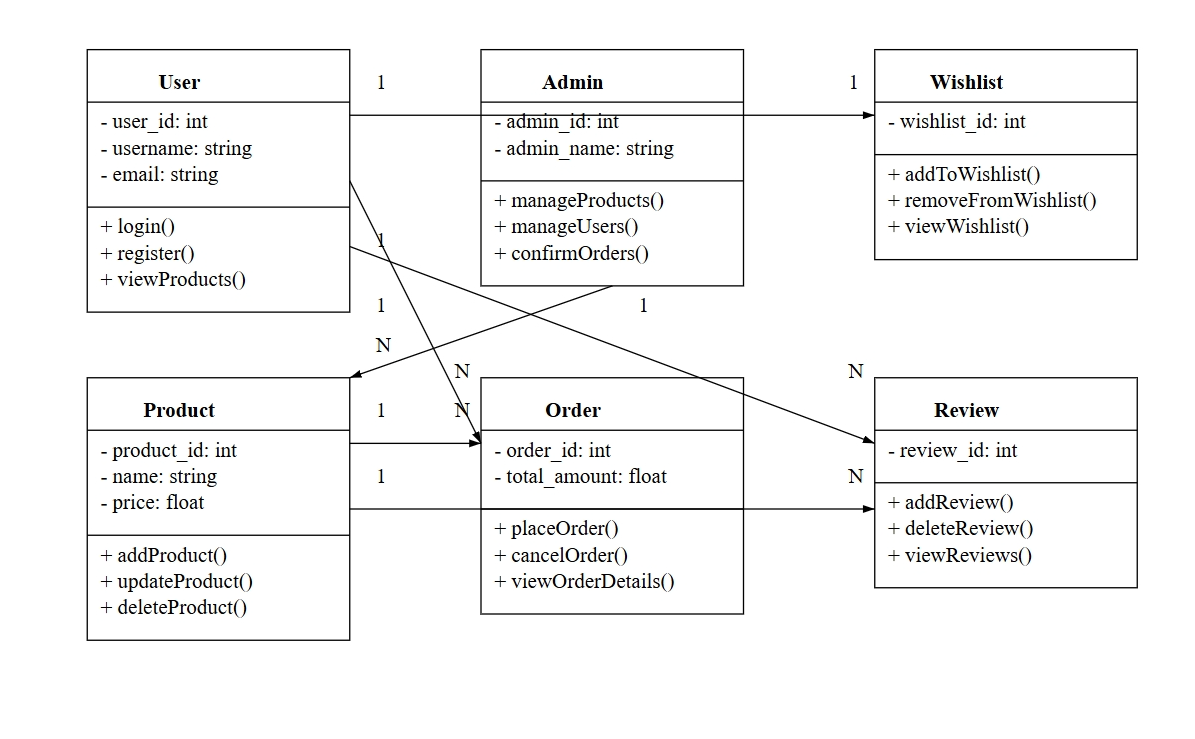 User
- user_id: int
- username: string
- email: string
+ login()
+ register()
+ viewProducts()
1
Admin
- admin_id: int
- admin_name: string
+ manageProducts()
+ manageUsers()
+ confirmOrders()
1
Wishlist
- wishlist_id: int
+ addToWishlist()
+ removeFromWishlist()
+ viewWishlist()
1
1
1
N
N
N
Product
- product_id: int
- name: string
- price: float
+ addProduct()
+ updateProduct()
+ deleteProduct()
1
N
1
Order
- order_id: int
- total_amount: float
+ placeOrder()
+ cancelOrder()
+ viewOrderDetails()
N
Review
- review_id: int
+ addReview()
+ deleteReview()
+ viewReviews()